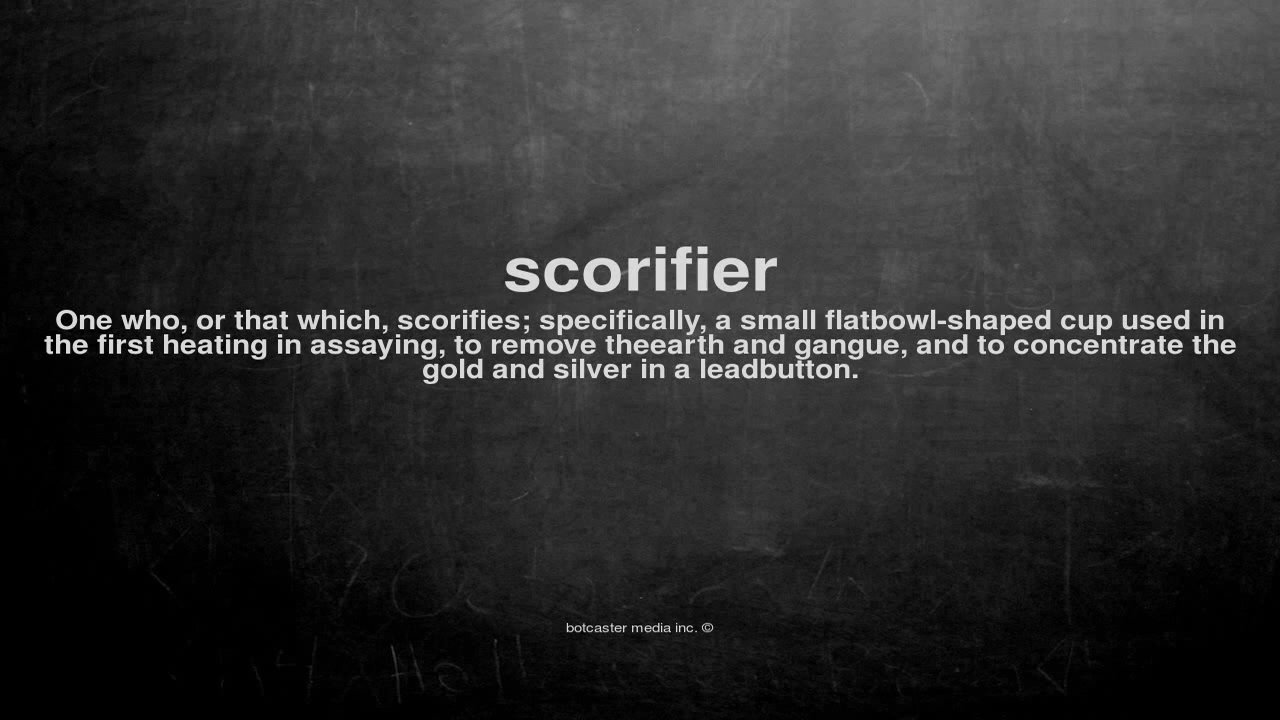 scorifier
One who, or that which, scorifies; specifically, a small flatbowl-shaped cup used in
the first heating in assaying, to remove theearth and gangue, and to concentrate the
gold and silver in a leadbutton.
botcaster media inc. ©